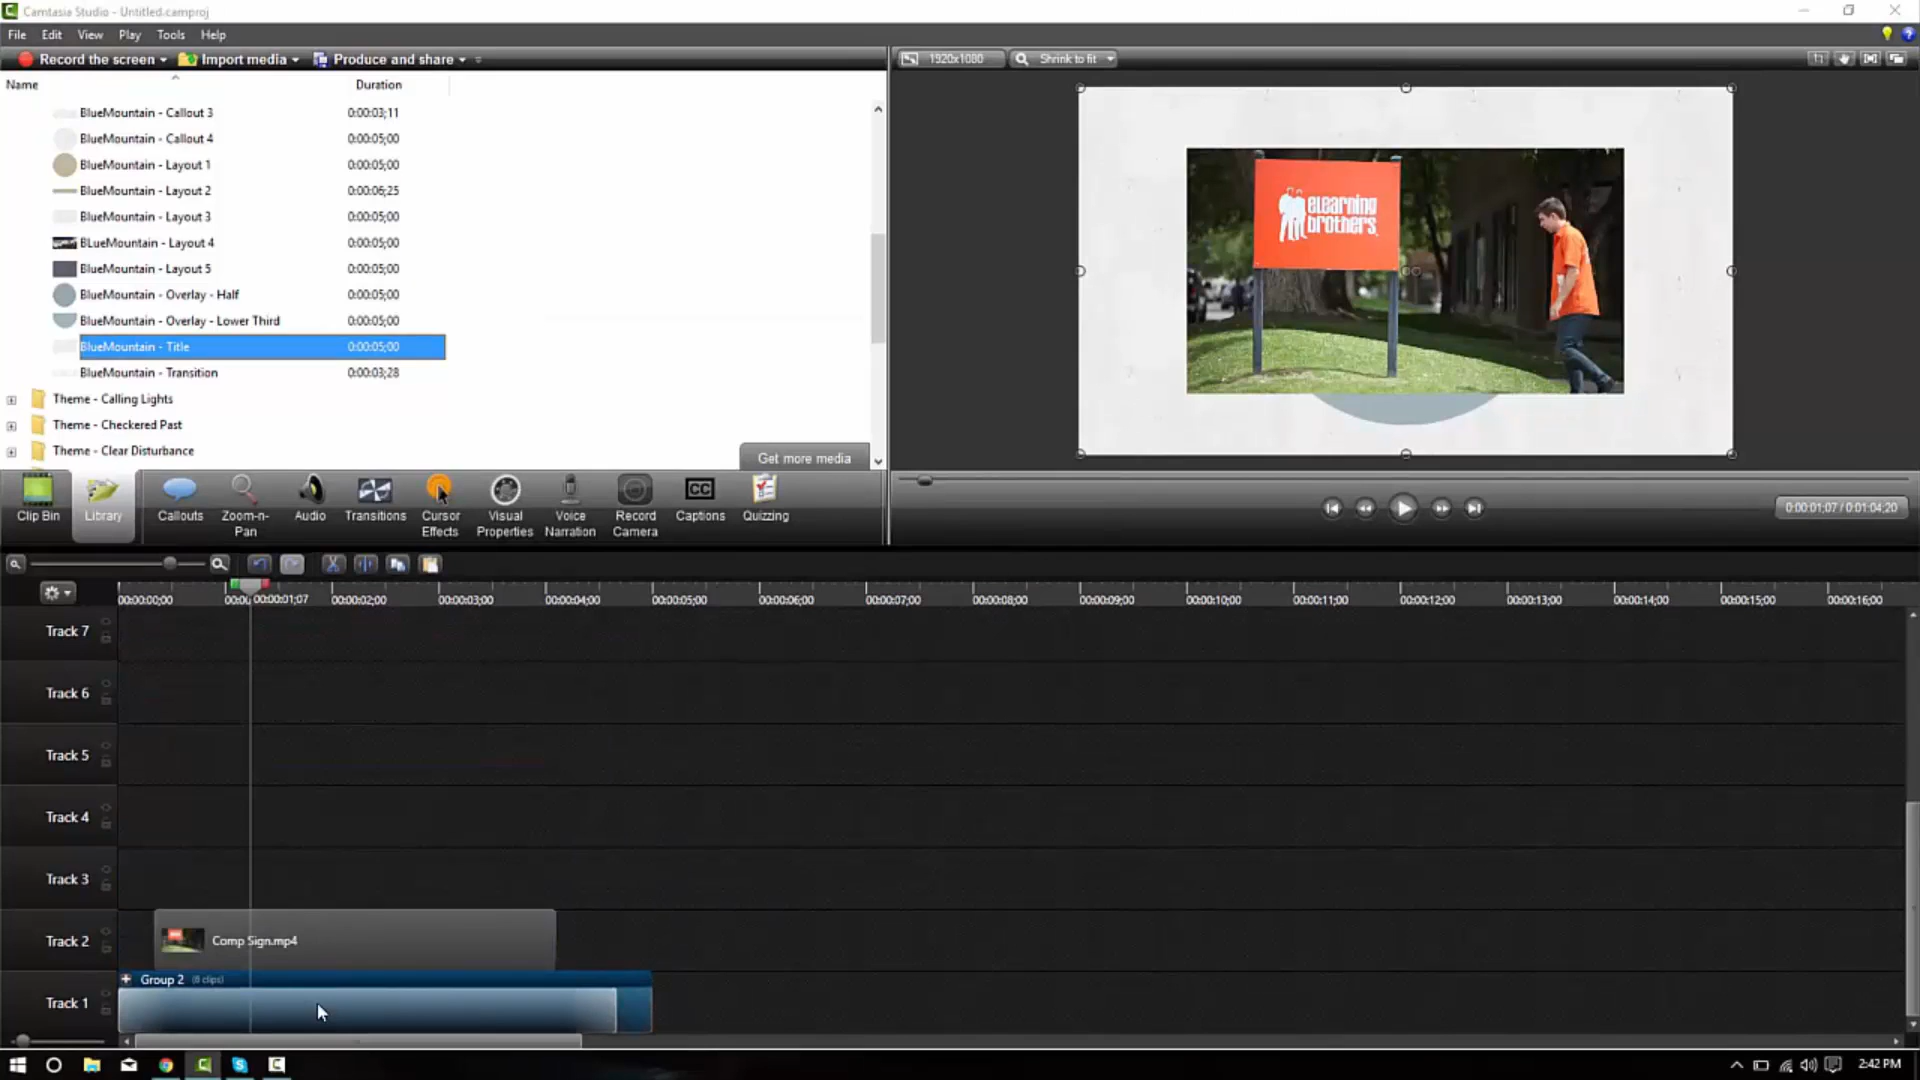 Camtasia Studio - Untitled.camproj
File Edit View Play Tools Help
Record the screen Import media Produce and share
1920x1080 Shrink to fit
Name Duration
BlueMountain - Callout 3 0:00:03;11
BlueMountain - Callout 4 0:00:05;00
BlueMountain - Layout 1 0:00:05;00
BlueMountain - Layout 2 0:00:06;25
BlueMountain - Layout 3 0:00:05;00
BLueMountain - Layout 4 0:00:05;00
BlueMountain - Layout 5 0:00:05;00
BlueMountain - Overlay - Half 0:00:05;00
BlueMountain - Overlay - Lower Third 0:00:05;00
BlueMountain - Title 0:00:05;00
BlueMountain - Transition 0:00:03;28
Theme - Calling Lights
Theme - Checkered Past
Theme - Clear Disturbance
Get more media
elearning
brothers
Clip Bin Library Callouts Zoom-n-Pan Audio Transitions Cursor Effects Visual Properties Voice Narration Record Camera CC Captions Quizzing
0:00:01;07 / 0:01:04;20
00:00:00;00 00:00:01;07 00:00:02;00 00:00:03;00 00:00:04;00 00:00:05;00 00:00:06;00 00:00:07;00 00:00:08;00 00:00:09;00 00:00:10;00 00:00:11;00 00:00:12;00 00:00:13;00 00:00:14;00 00:00:15;00 00:00:16;00
Track 7
Track 6
Track 5
Track 4
Track 3
Track 2 Comp Sign.mp4
Group 2 (8 clips)
Track 1
2:42 PM